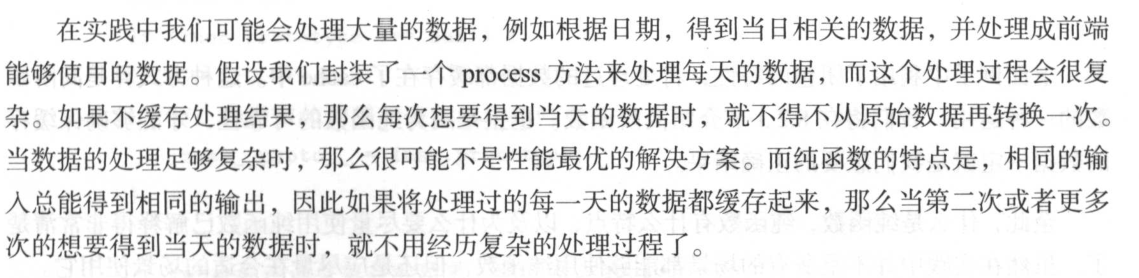 在实践中我们可能会处理大量的数据，例如根据日期，得到当日相关的数据，并处理成前端
能够使用的数据。假设我们封装了一个 process 方法来处理每天的数据，而这个处理过程会很复
杂。如果不缓存处理结果，那么每次想要得到当天的数据时，就不得不从原始数据再转换一次。
当数据的处理足够复杂时，那么很可能不是性能最优的解决方案。而纯函数的特点是，相同的输
入总能得到相同的输出，因此如果将处理过的每一天的数据都缓存起来，那么当第二次或者更多
次的想要得到当天的数据时，就不用经历复杂的处理过程了。